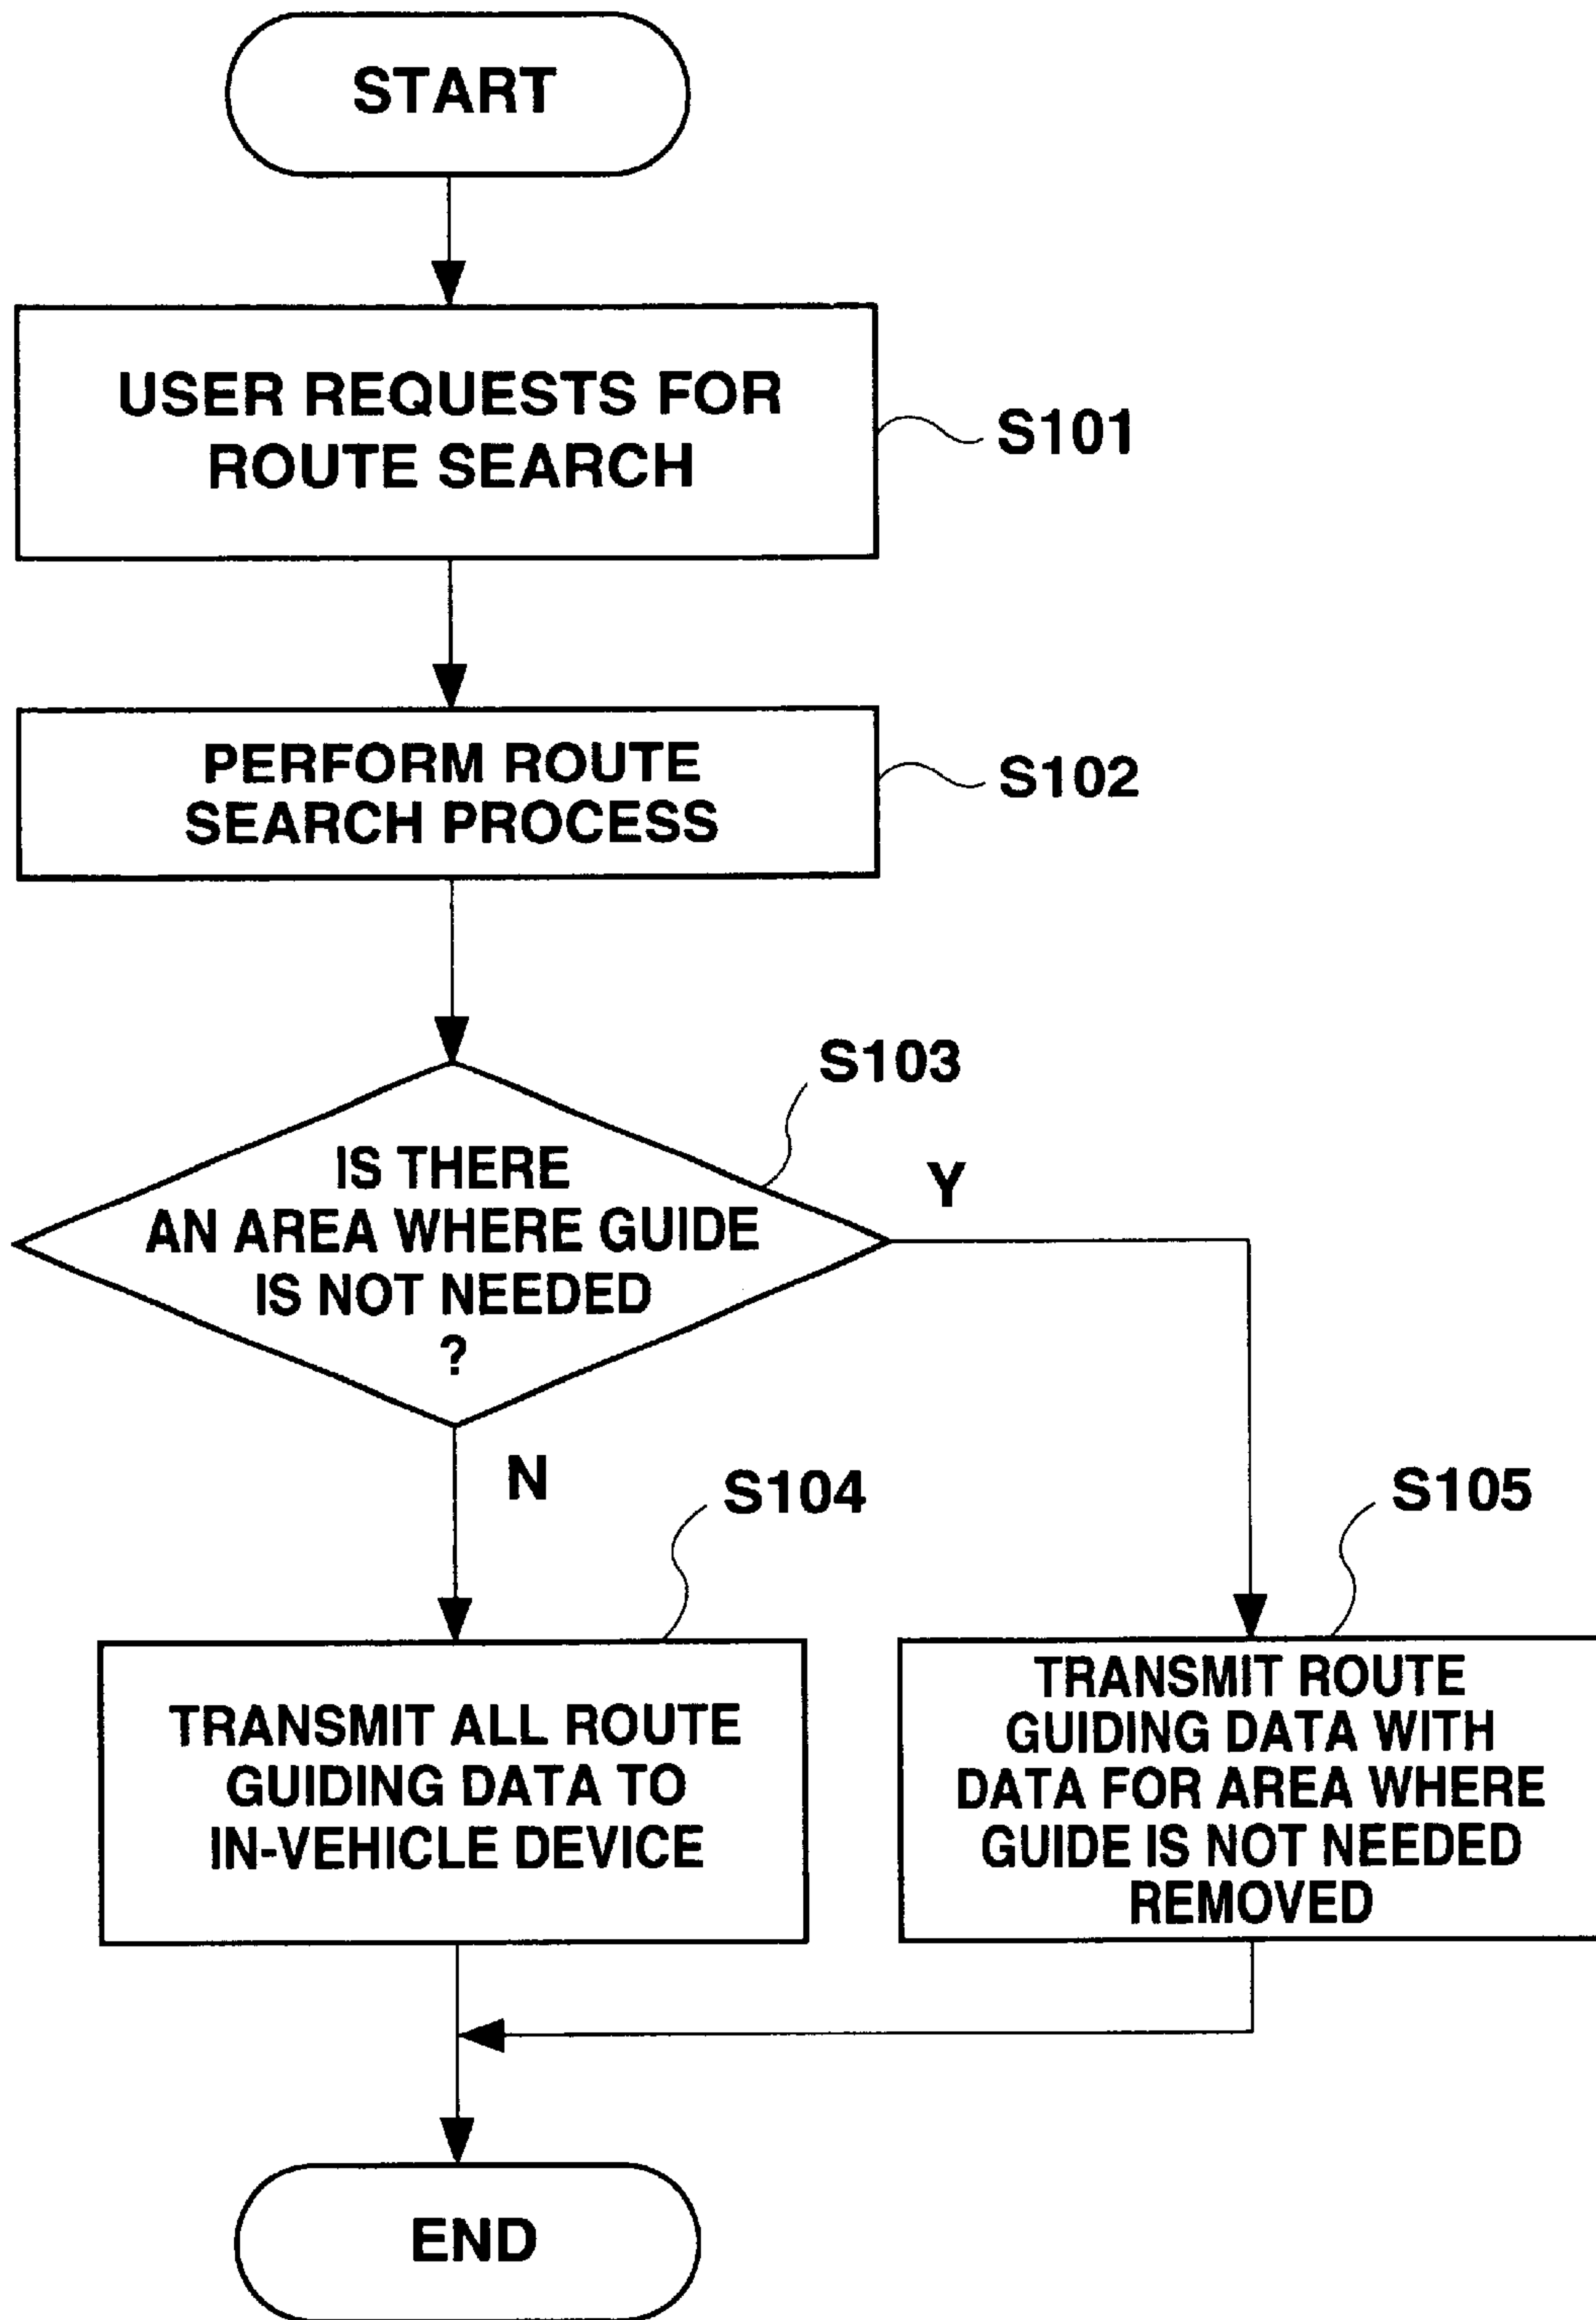 START
USER REQUESTS FOR
ROUTE SEARCH
S101
PERFORM ROUTE
SEARCH PROCESS
S102
S103
IS THERE
AN AREA WHERE GUIDE
IS NOT NEEDED
?
Y
N
S104
TRANSMIT ALL ROUTE
GUIDING DATA TO
IN-VEHICLE DEVICE
S105
TRANSMIT ROUTE
GUIDING DATA WITH
DATA FOR AREA WHERE
GUIDE IS NOT NEEDED
REMOVED
END